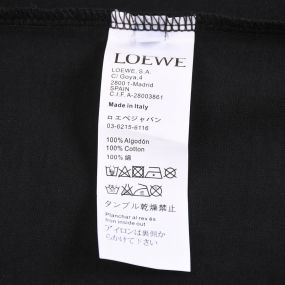 LOEWE
LOEWE, S.A.
C/ Goya,4
28001-Madrid
SPAIN
C.I.F.A-28003861
Made in Italy
ロエベジャパン
03-6215-6116
100% Algodón
100% Cotton
100% 綿
タンブル乾燥禁止
Planchar al revés
Iron inside out
アイロンは裏側か
らかけて下さい